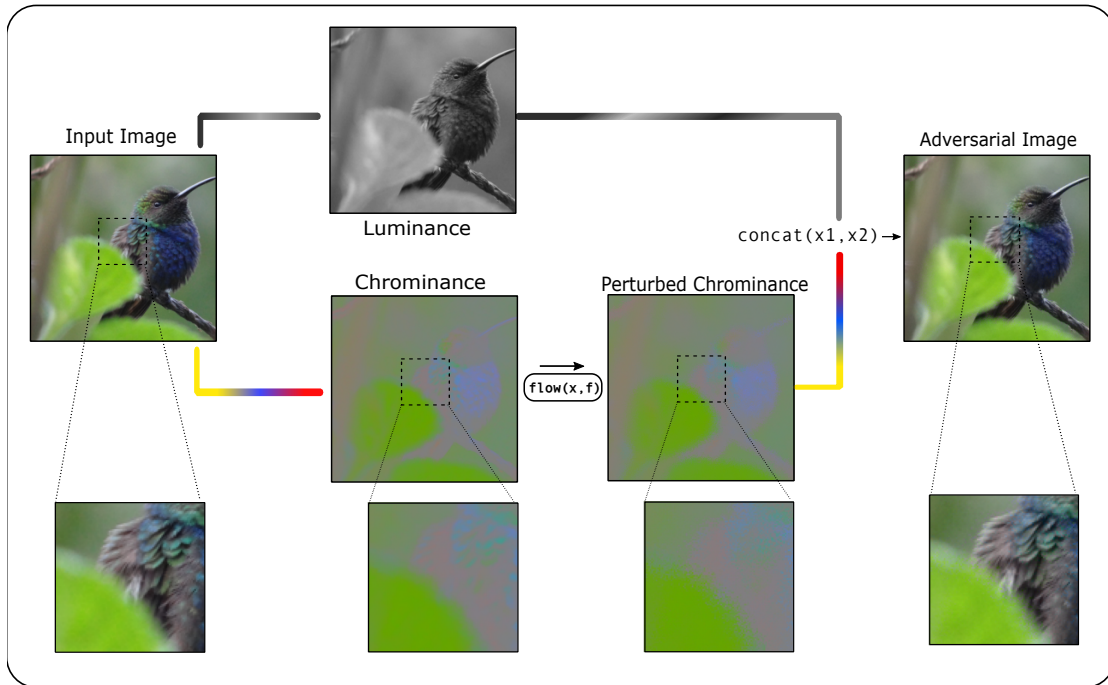 Input Image
Luminance
Chrominance
flow(x,f)
Perturbed Chrominance
concat(x1,x2)
Adversarial Image